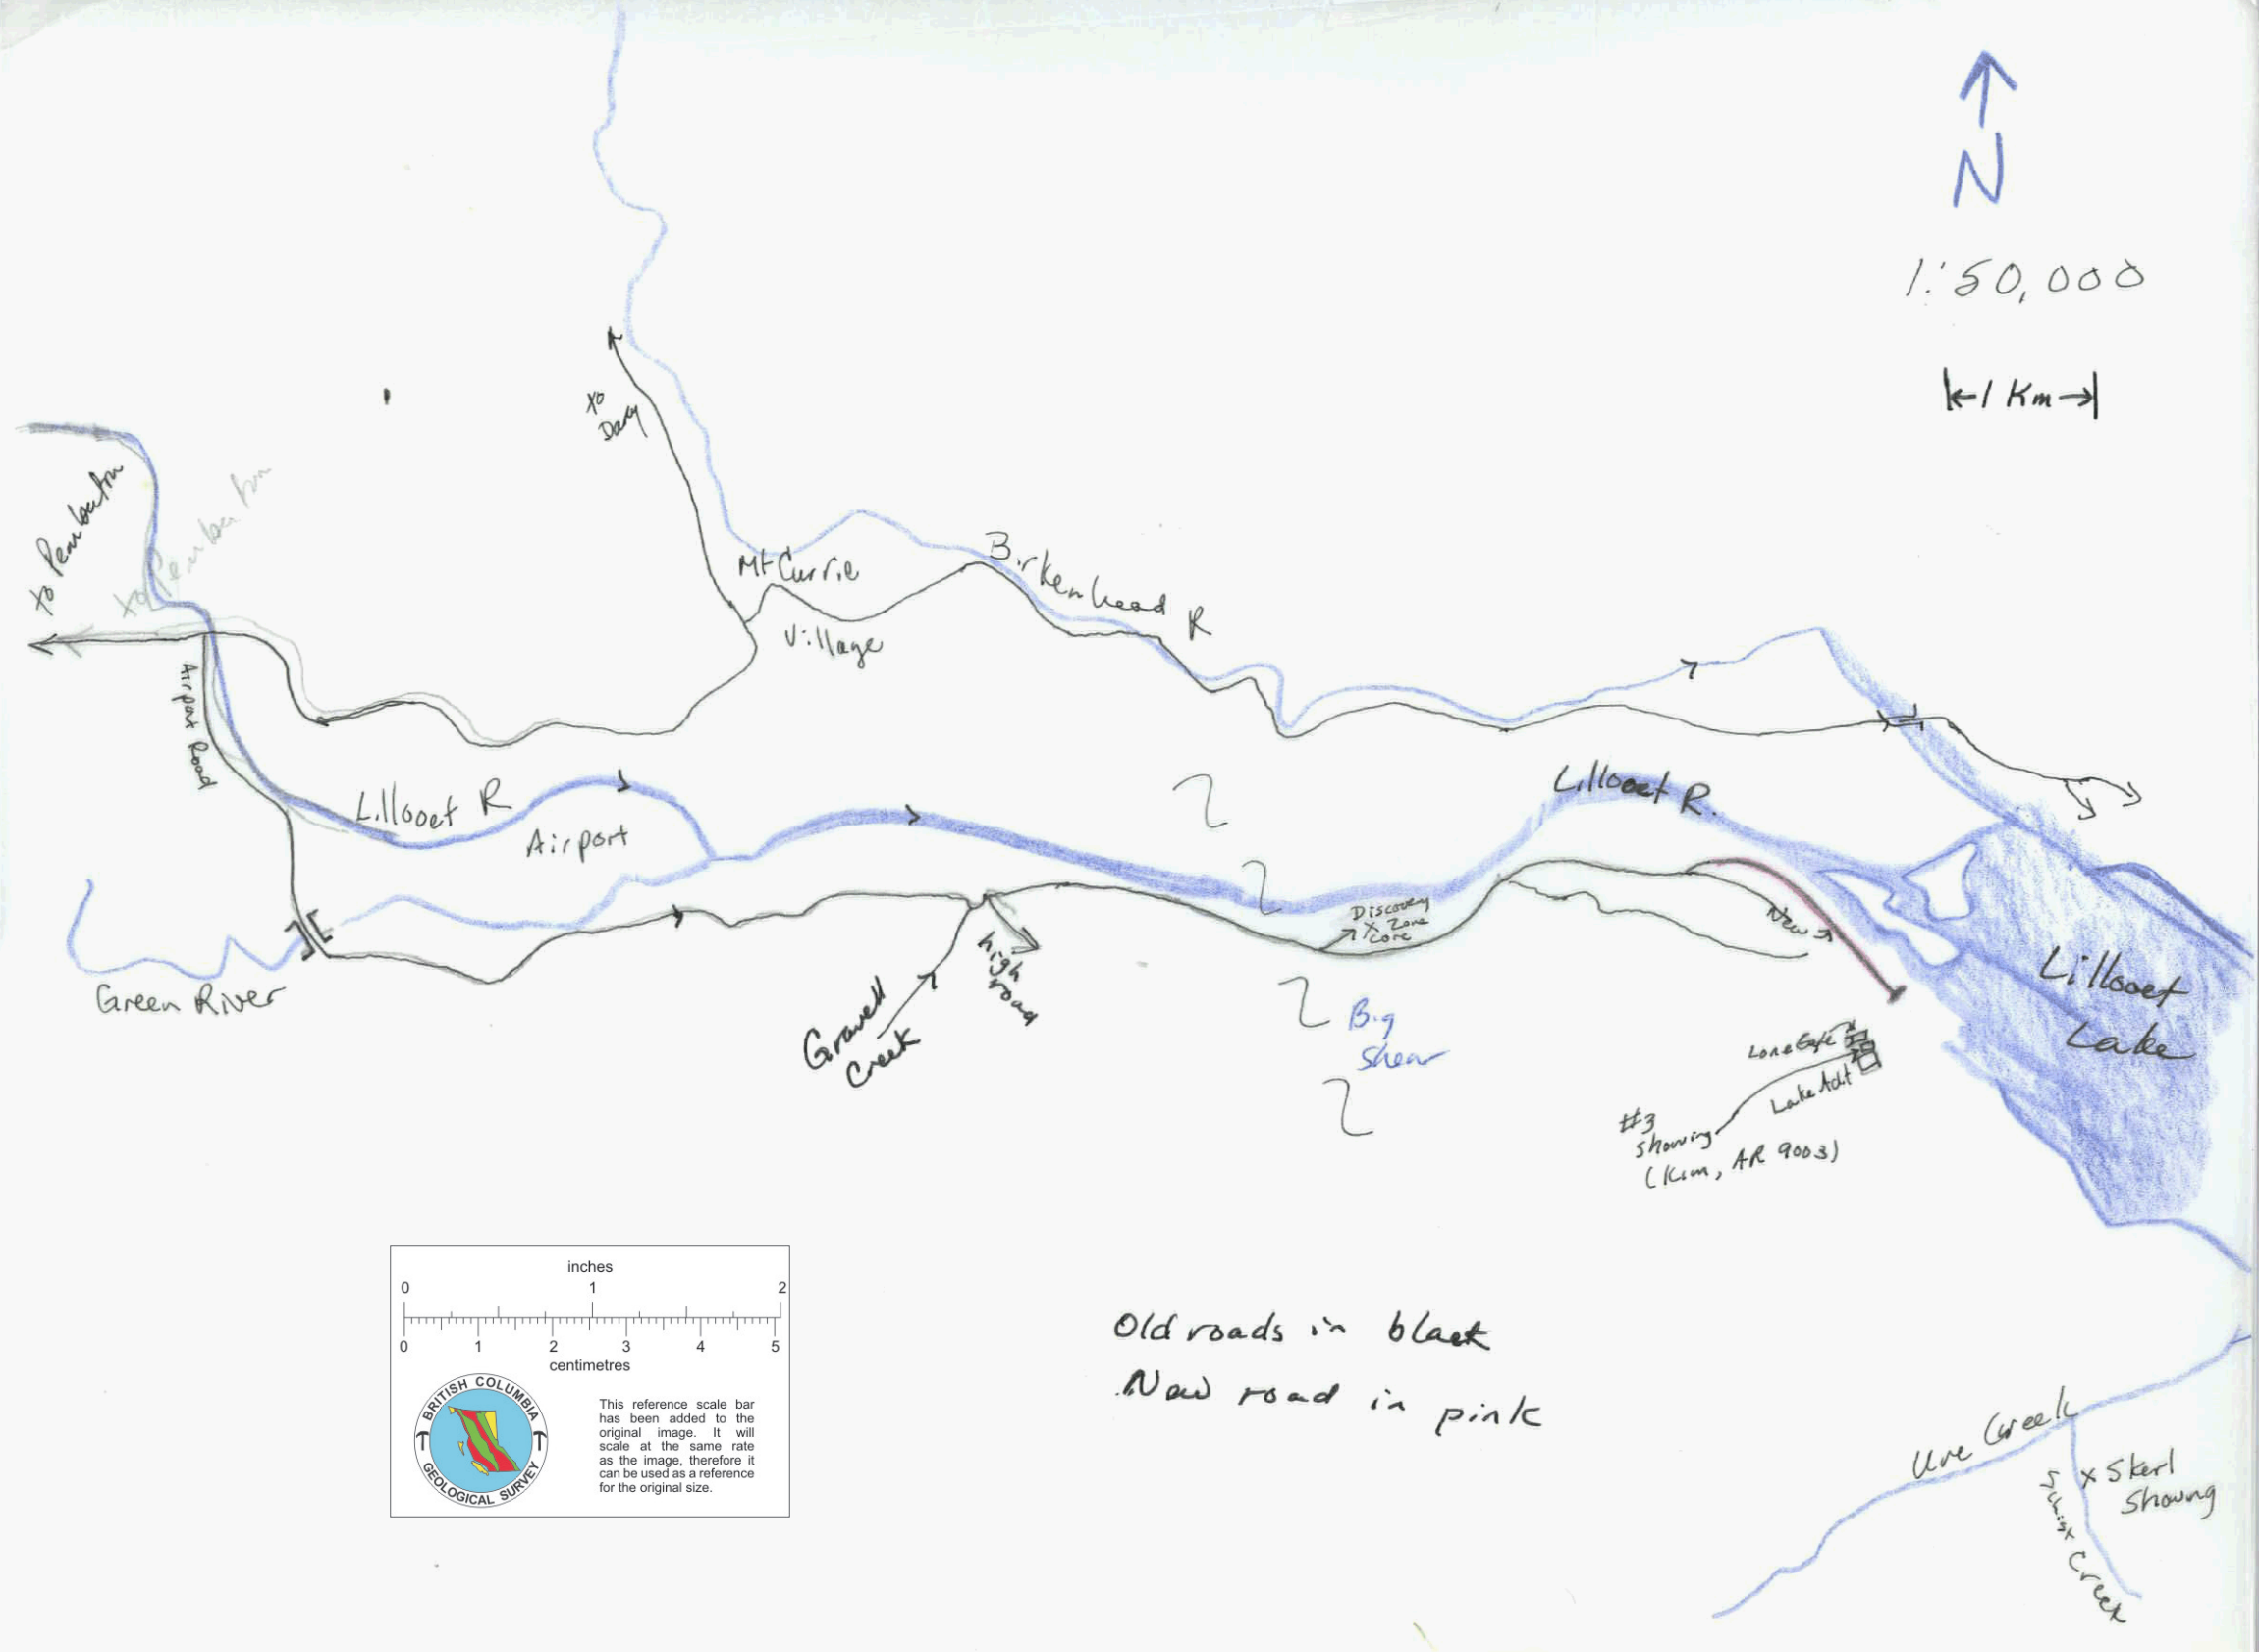 N
1:50,000
1 Km
to
Darcy
to Pemberton
to Pemberton
Mt Currie
Village
Birkenhead R
Airport Road
Lillooet R
Airport
Lillooet R.
Green River
Gravell
Creek
high
road
Discovery
X Zone
core
New
Big
Shear
Lillooet
Lake
Lone Gate
Lake Adit
#3
Showing
(Kim, AR 9003)
inches
0 1 2
0 1 2 3 4 5
centimetres
BRITISH COLUMBIA
GEOLOGICAL SURVEY
This reference scale bar
has been added to the
original image. It will
scale at the same rate
as the image, therefore it
can be used as a reference
for the original size.
Old roads in black
New road in pink
Ure Creek
x Skerl
Showing
Schist Creek